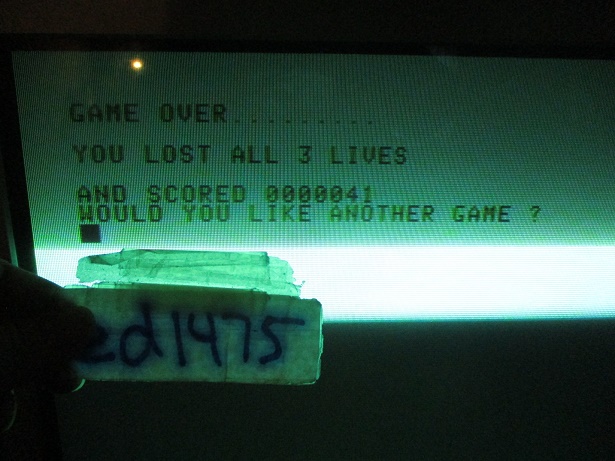 GAME OVER.........
YOU LOST ALL 3 LIVES
AND SCORED 0000041
WOULD YOU LIKE ANOTHER GAME ?
ed1475